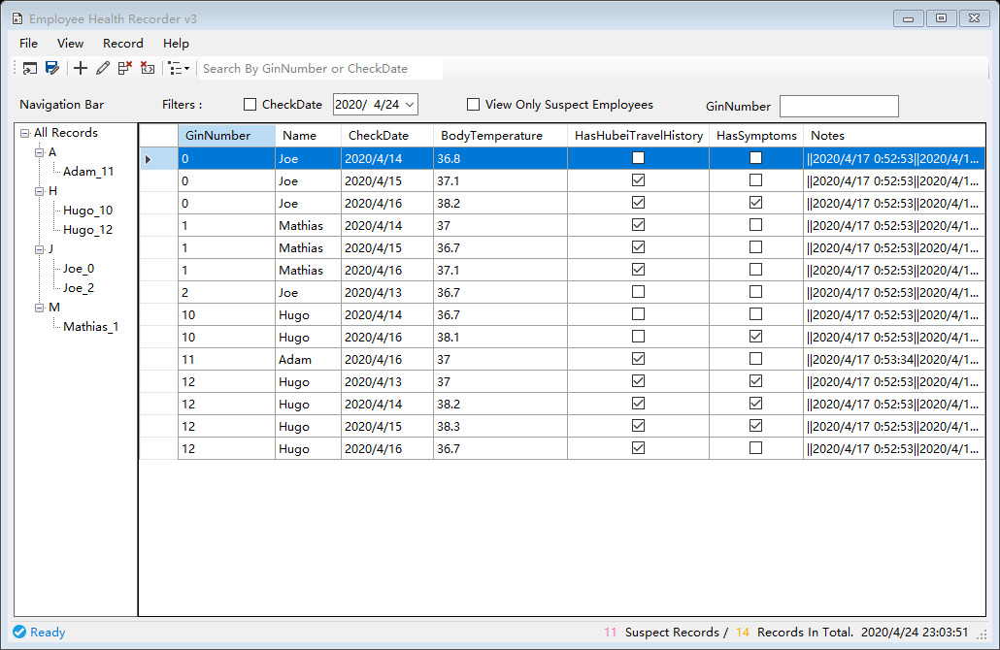 Employee Health Recorder v3
File View Record Help
Search By GinNumber or CheckDate
Navigation Bar Filters : CheckDate 2020/ 4/24 View Only Suspect Employees GinNumber
All Records
A
Adam_11
H
Hugo_10
Hugo_12
J
Joe_0
Joe_2
M
Mathias_1
GinNumber Name CheckDate BodyTemperature HasHubeiTravelHistory HasSymptoms Notes
0 Joe 2020/4/14 36.8 ||2020/4/17 0:52:53||2020/4/1...
0 Joe 2020/4/15 37.1 ||2020/4/17 0:52:53||2020/4/1...
0 Joe 2020/4/16 38.2 ||2020/4/17 0:52:53||2020/4/1...
1 Mathias 2020/4/14 37 ||2020/4/17 0:52:53||2020/4/1...
1 Mathias 2020/4/15 36.7 ||2020/4/17 0:52:53||2020/4/1...
1 Mathias 2020/4/16 37.1 ||2020/4/17 0:52:53||2020/4/1...
2 Joe 2020/4/13 36.7 ||2020/4/17 0:52:53||2020/4/1...
10 Hugo 2020/4/14 36.7 ||2020/4/17 0:52:53||2020/4/1...
10 Hugo 2020/4/16 38.1 ||2020/4/17 0:52:53||2020/4/1...
11 Adam 2020/4/16 37 ||2020/4/17 0:53:34||2020/4/1...
12 Hugo 2020/4/13 37 ||2020/4/17 0:52:53||2020/4/1...
12 Hugo 2020/4/14 38.2 ||2020/4/17 0:52:53||2020/4/1...
12 Hugo 2020/4/15 38.3 ||2020/4/17 0:52:53||2020/4/1...
12 Hugo 2020/4/16 36.7 ||2020/4/17 0:52:53||2020/4/1...
Ready 11 Suspect Records / 14 Records In Total. 2020/4/24 23:03:51